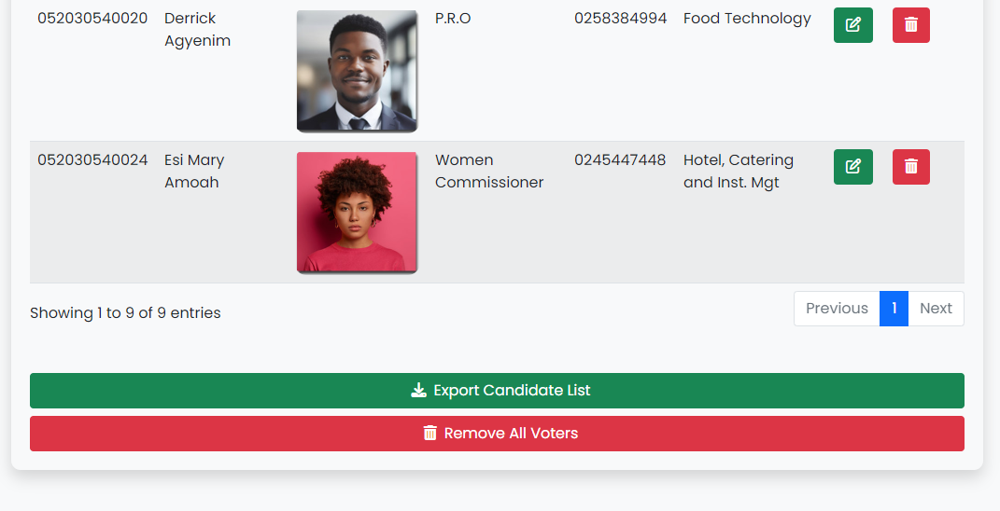 052030540020 Derrick Agyenim P.R.O 0258384994 Food Technology
052030540024 Esi Mary Amoah Women Commissioner 0245447448 Hotel, Catering and Inst. Mgt
Showing 1 to 9 of 9 entries
Previous 1 Next
Export Candidate List
Remove All Voters